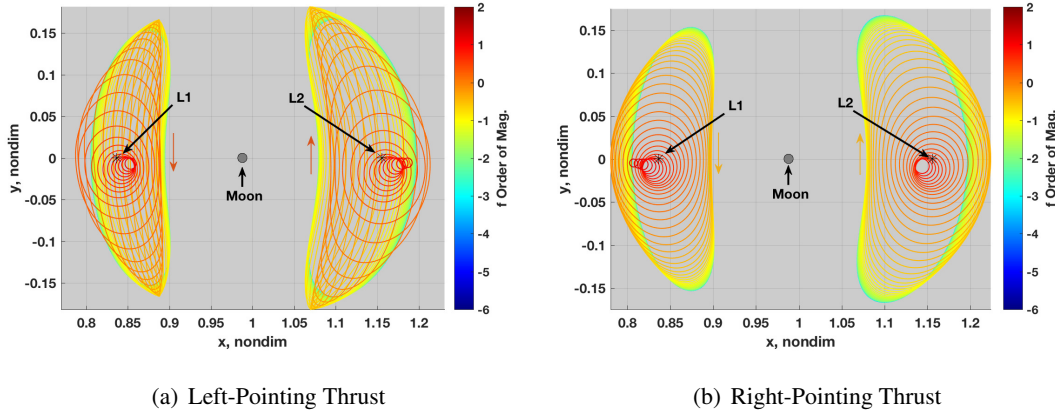 0.15
0.1
0.05
0
-0.05
-0.1
-0.15
y, nondim
0.8 0.85 0.9 0.95 1 1.05 1.1 1.15 1.2
x, nondim
L1
L2
Moon
2
1
0
-1
-2
-3
-4
-5
-6
f Order of Mag.
(a) Left-Pointing Thrust
0.15
0.1
0.05
0
-0.05
-0.1
-0.15
-0.17
y, nondim
0.8 0.85 0.9 0.95 1 1.05 1.1 1.15 1.2
x, nondim
L1
L2
Moon
2
1
0
-1
-2
-3
-4
-5
-6
f Order of Mag.
(b) Right-Pointing Thrust